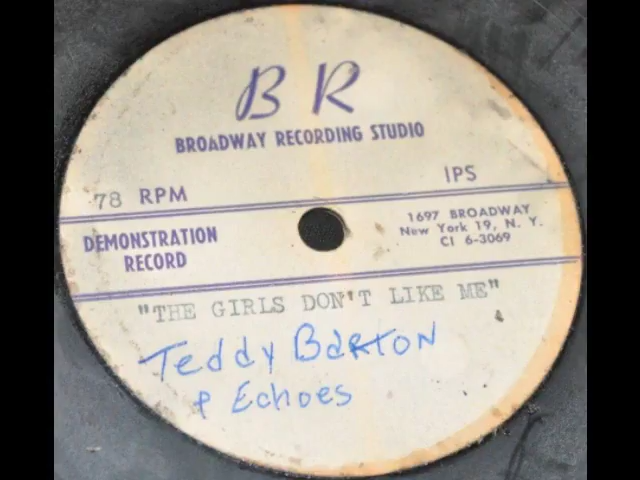 B R
BROADWAY RECORDING STUDIO
78 RPM IPS
DEMONSTRATION
RECORD
1697 BROADWAY
New York 19, N. Y.
CI 6-3069
"THE GIRLS DON'T LIKE ME"
Teddy BARTON
+ Echoes